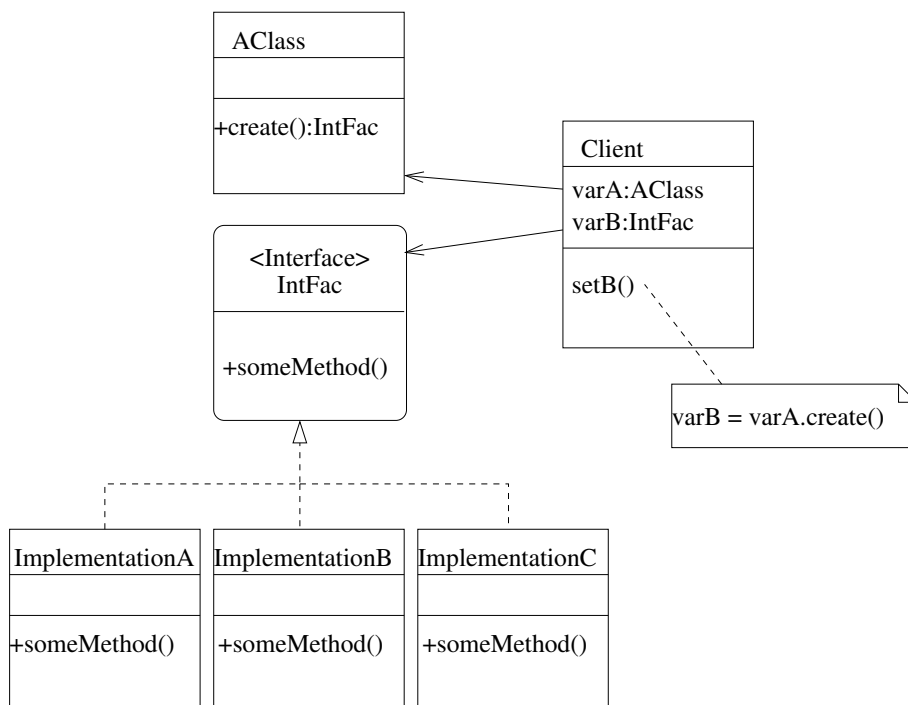 AClass
+create():IntFac
Client
varA:AClass
varB:IntFac
setB()
<Interface>
IntFac
+someMethod()
varB = varA.create()
ImplementationA
+someMethod()
ImplementationB
+someMethod()
ImplementationC
+someMethod()